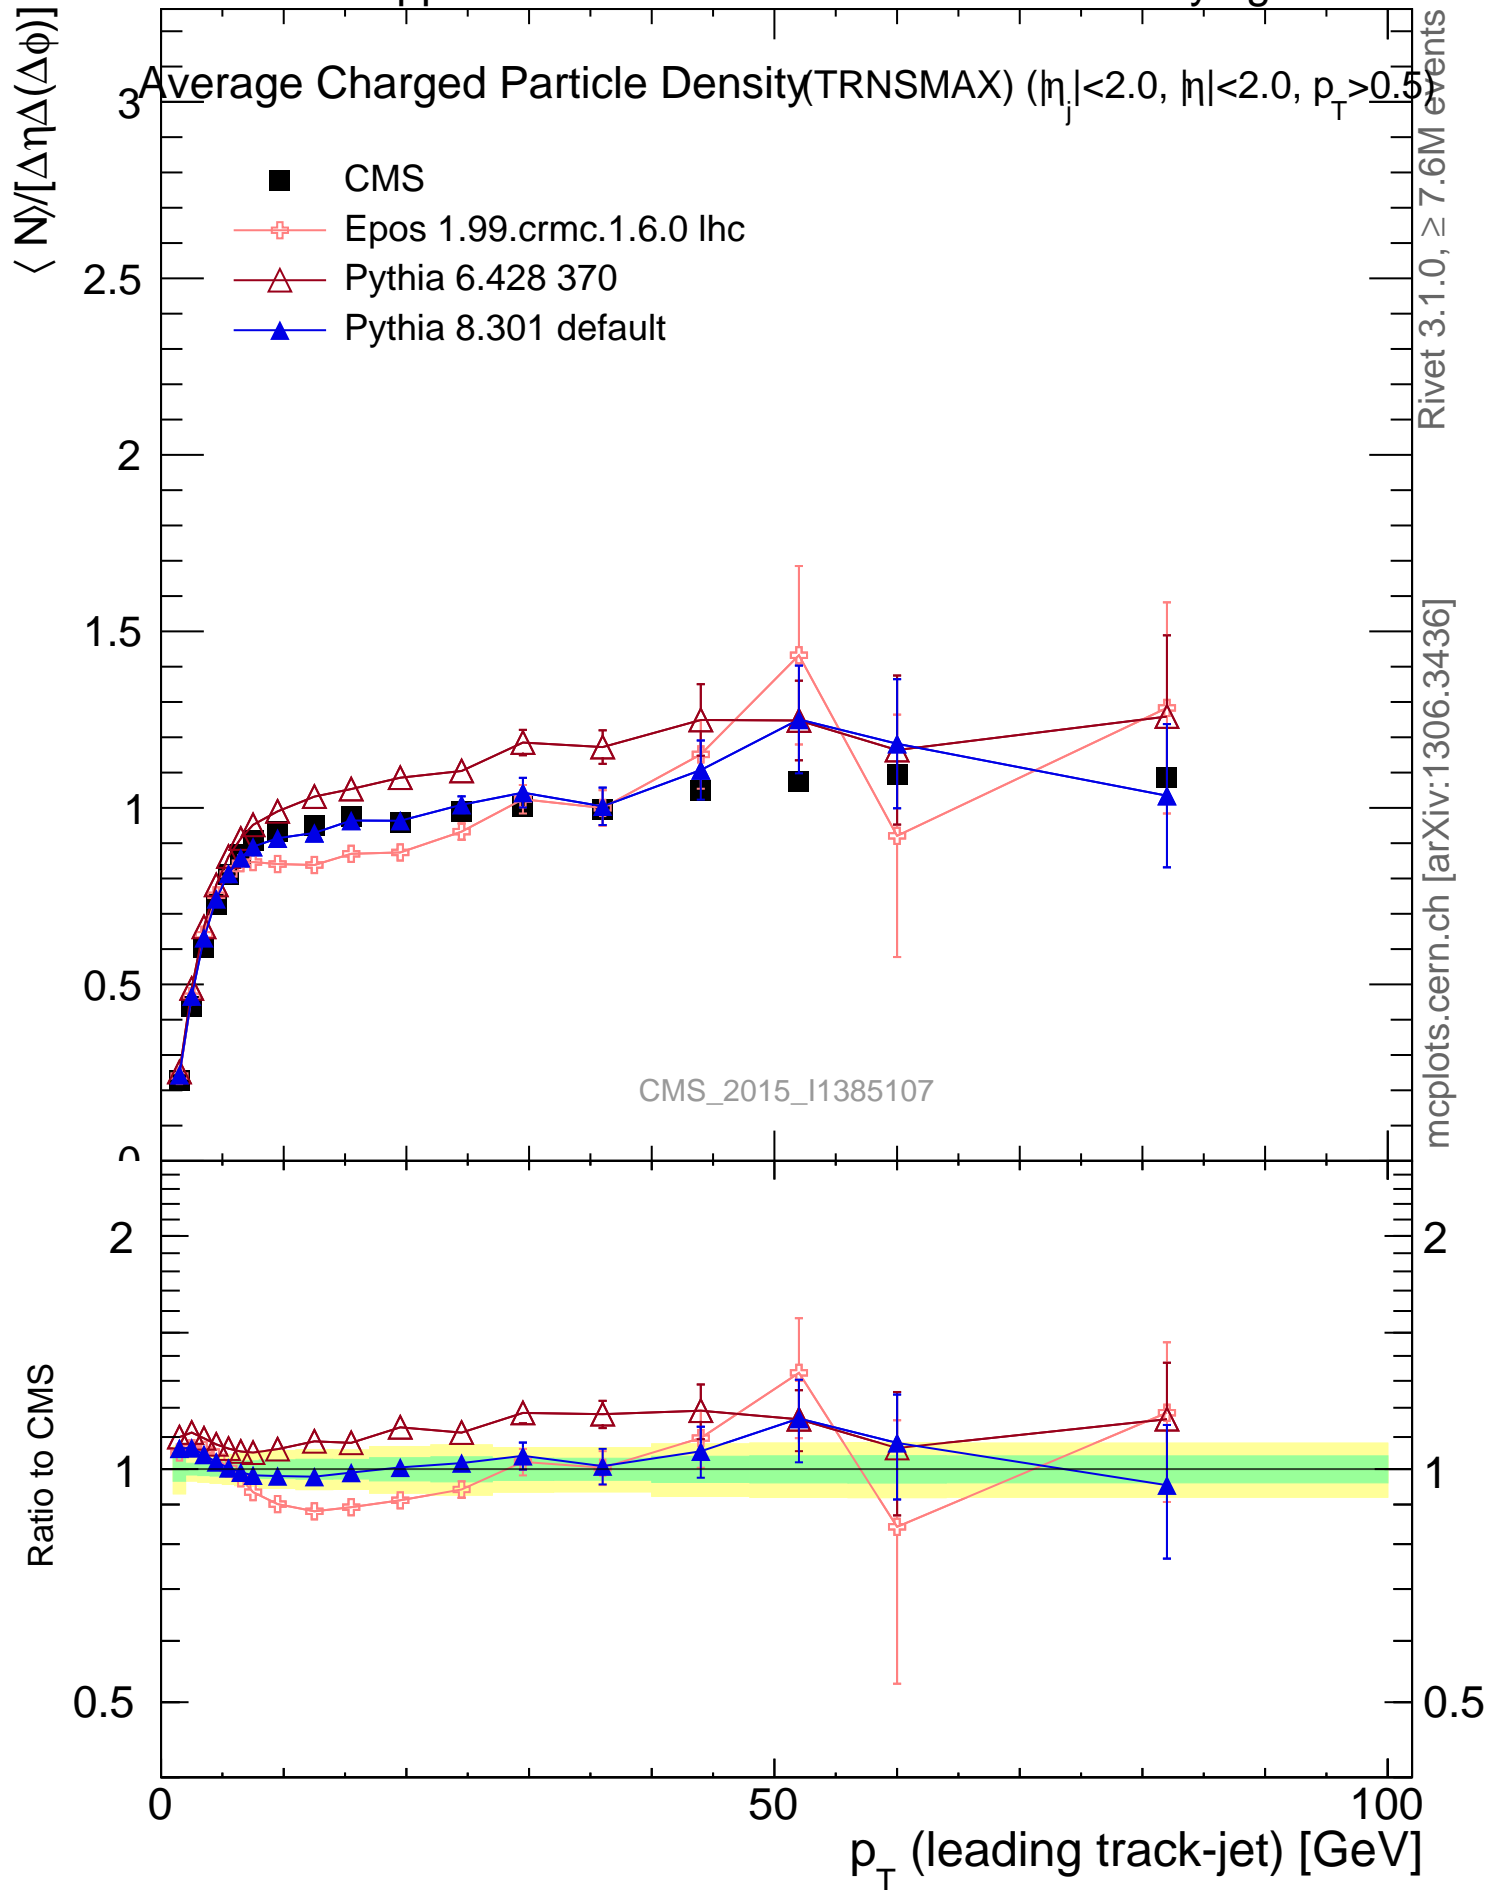 ⟨ N⟩/[ΔηΔ(Δϕ)]
Average Charged Particle Density (TRNSMAX) (|η_j|<2.0, |η|<2.0, p_T>0.5)
CMS
Epos 1.99.crmc.1.6.0 lhc
Pythia 6.428 370
Pythia 8.301 default
3
2.5
2
1.5
1
0.5
0
CMS_2015_I1385107
Rivet 3.1.0, ≥ 7.6M events
mcplots.cern.ch [arXiv:1306.3436]
Ratio to CMS
2
1
0.5
2
1
0.5
0
50
100
p_T (leading track-jet) [GeV]